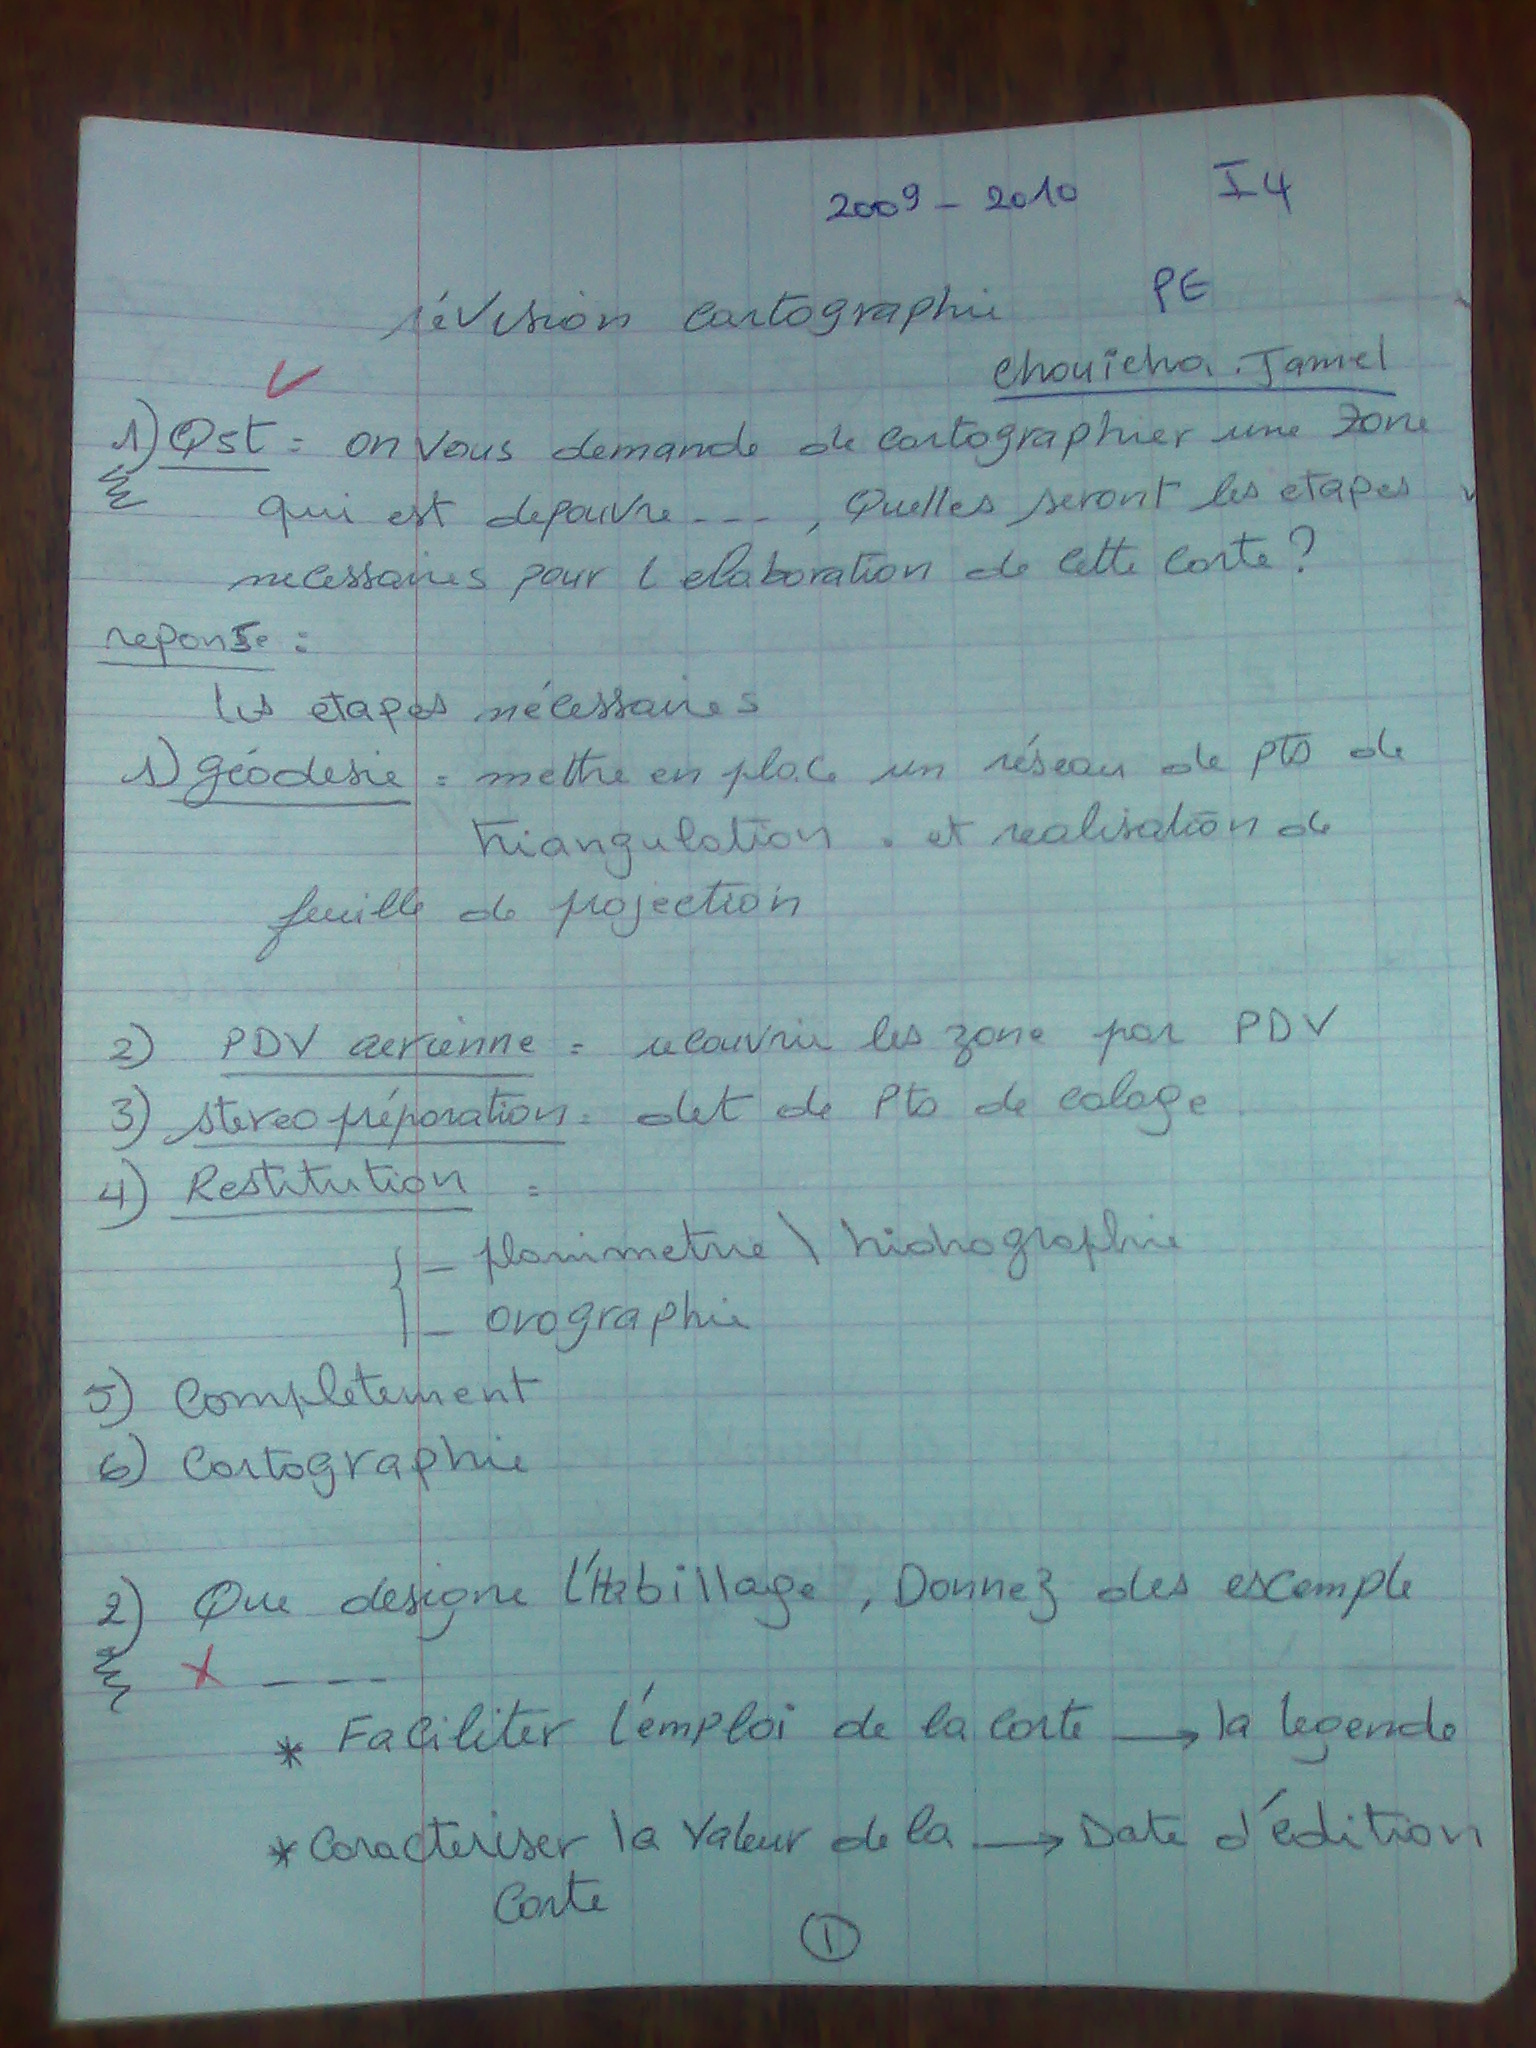 2009 - 2010 I4
révision cartographie PE
Chouicha. Jamel
1) Qst : on vous demande de cartographier une zone
qui est depouvre - - - , Quelles seront les etapes
necessaires pour l elaboration de cette carte ?
reponse :
les etapes nécessaires
1) géodesie : mettre en place un réseau de pts de
triangulation . et realisation de
feuille de projection
2) PDV aerienne : recouvrir les zone par PDV
3) stereopréparation : det de Pts de calage
4) Restitution :
- planimetrie \ hidrographie
- orographie
5) Completement
6) Cartographie
2) Que designe l'Habillage , Donnez des escemple
x - - - -
* Faciliter l'emploi de la carte → la legende
* Caracteriser la valeur de la → Date d'édition
Carte
1